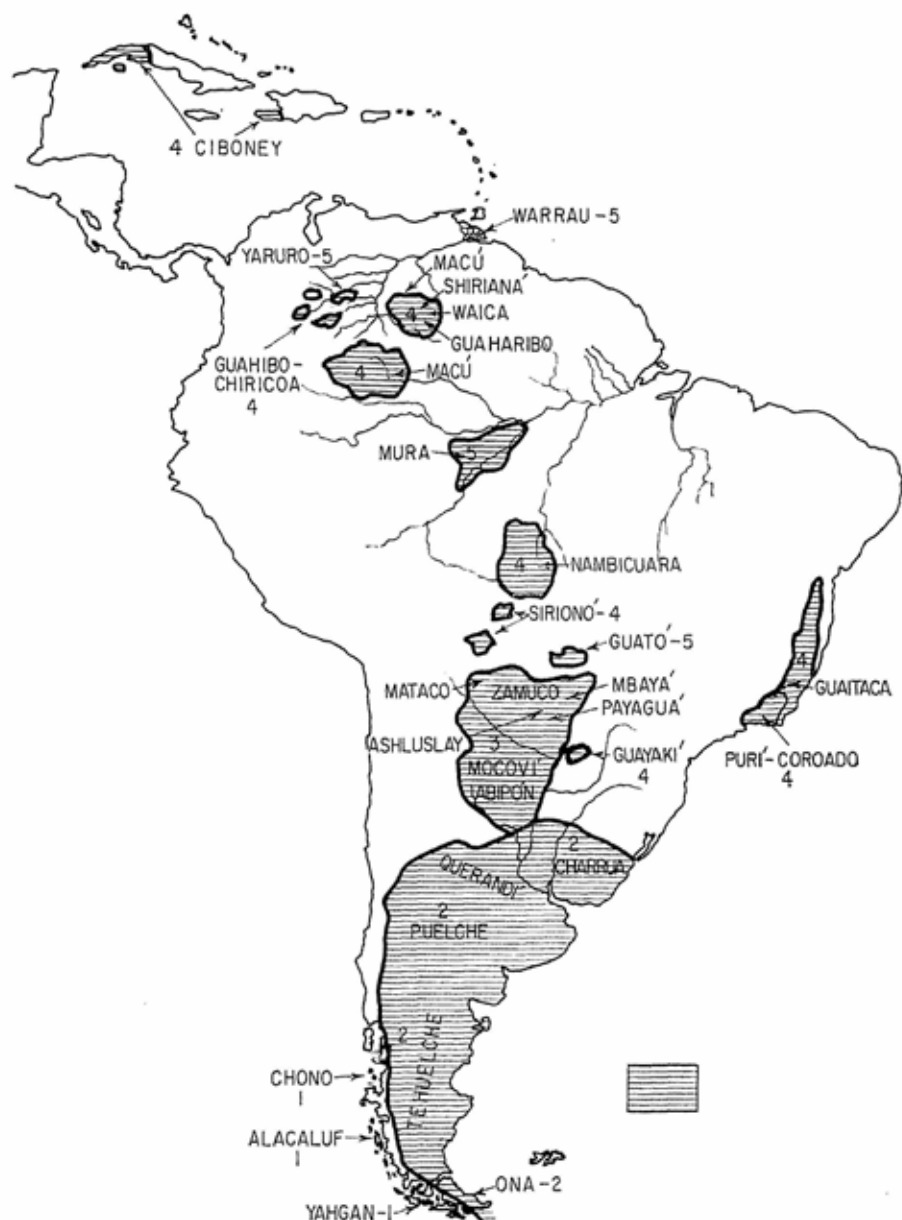 4 CIBONEY
WARRAU-5
YARURO-5
MACÚ
SHIRIANÁ
4
WAICA
GUAHARIBO
GUAHIBO-
CHIRICOA
4
4
MACÚ
MURA
5
4
NAMBICUARA
SIRIONÓ-4
GUATÓ-5
4
GUAITACA
MATACO
ZAMUCO
MBAYÁ
PAYAGUÁ
ASHLUSLAY
3
GUAYAKÍ
4
PURÍ-COROADO
4
MOCOVÍ
ABIPÓN
2
CHARRUA
QUERANDÍ
2
PUELCHE
2
TEHUELCHE
CHONO
1
ALACALUF
1
ONA-2
YAHGAN-1